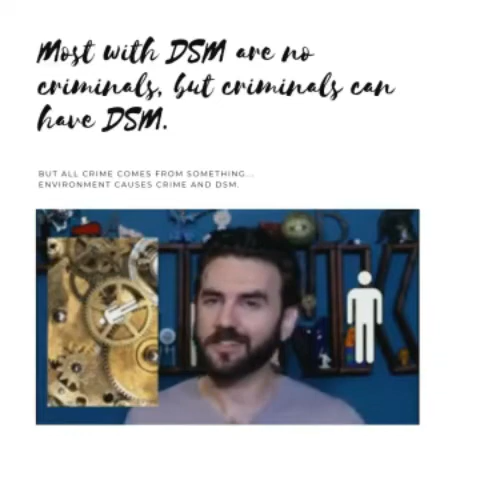 Most with DSM are no
criminals, but criminals can
have DSM.
BUT ALL CRIME COMES FROM SOMETHING...
ENVIRONMENT CAUSES CRIME AND DSM.